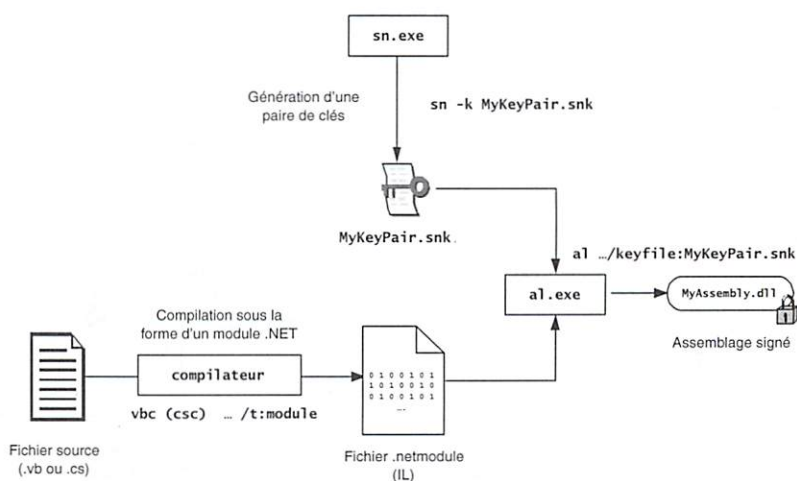 sn.exe
Génération d'une
paire de clés
sn -k MyKeyPair.snk
MyKeyPair.snk.
al …/keyfile:MyKeyPair.snk
al.exe
MyAssembly.dll
Assemblage signé
Compilation sous la
forme d'un module .NET
compilateur
vbc (csc) … /t:module
0 1 0 0 1 0 1
1 0 1 0 0 1 0
0 1 0 0 1 0 1
...
Fichier source
(.vb ou .cs)
Fichier .netmodule
(IL)